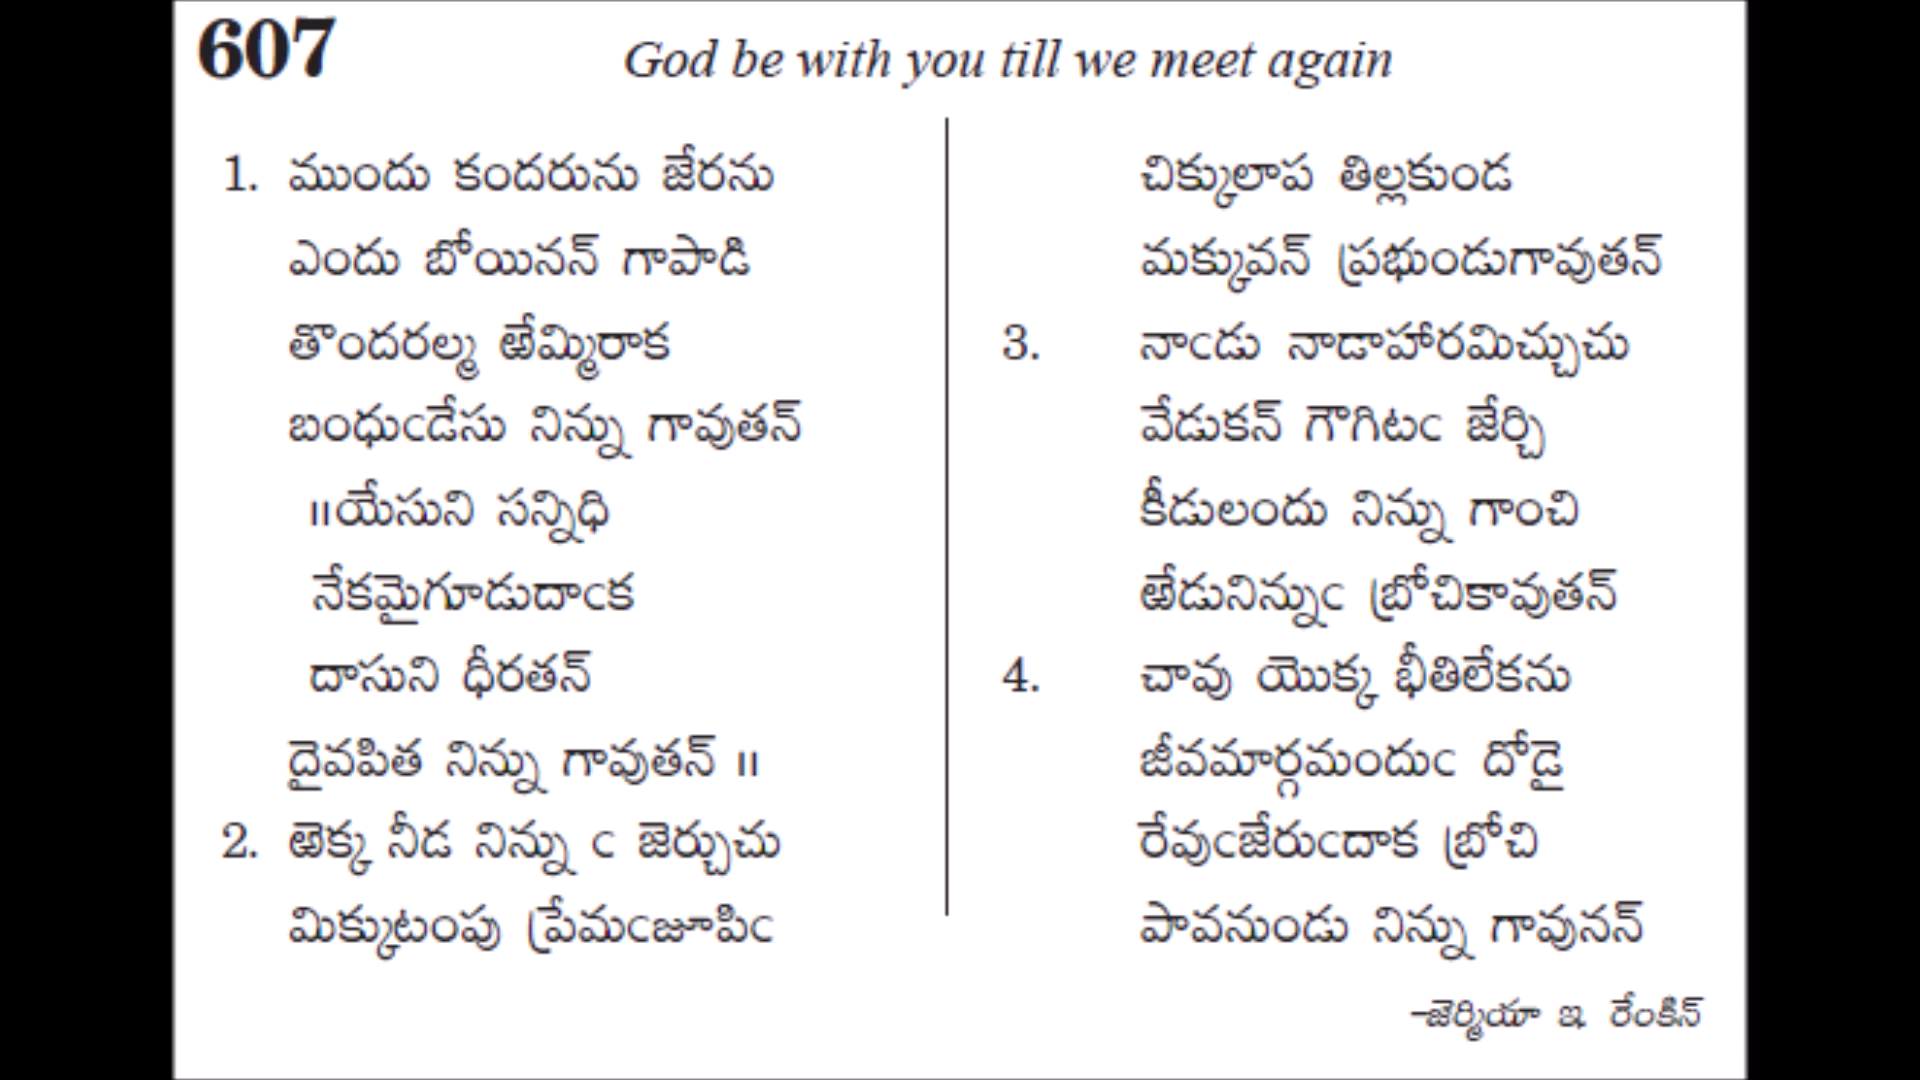 607
God be with you till we meet again
1. ముందు కందరును జేరను
ఎందు బోయినన్ గాపాడి
తొందరల్మ ఱేమ్మిరాక
బంధుఁడేసు నిన్ను గావుతన్
॥యేసుని సన్నిధి
నేకమైగూడుదాఁక
దాసుని ధీరతన్
దైవపిత నిన్ను గావుతన్ ॥
2. ఱెక్క నీడ నిన్ను ఁ జెర్చుచు
మిక్కుటంపు ప్రేమఁజూపిఁ
చిక్కులాప తిల్లకుండ
మక్కువన్ ప్రభుండుగావుతన్
3. నాఁడు నాడాహారమిచ్చుచు
వేడుకన్ గౌగిటఁ జేర్చి
కీడులందు నిన్ను గాంచి
ఱేడునిన్నుఁ బ్రోచికావుతన్
4. చావు యొక్క భీతిలేకను
జీవమార్గమందుఁ దోడై
రేవుఁజేరుఁదాక బ్రోచి
పావనుండు నిన్ను గావునన్
-జెర్మియా ఇ. రేంకిన్